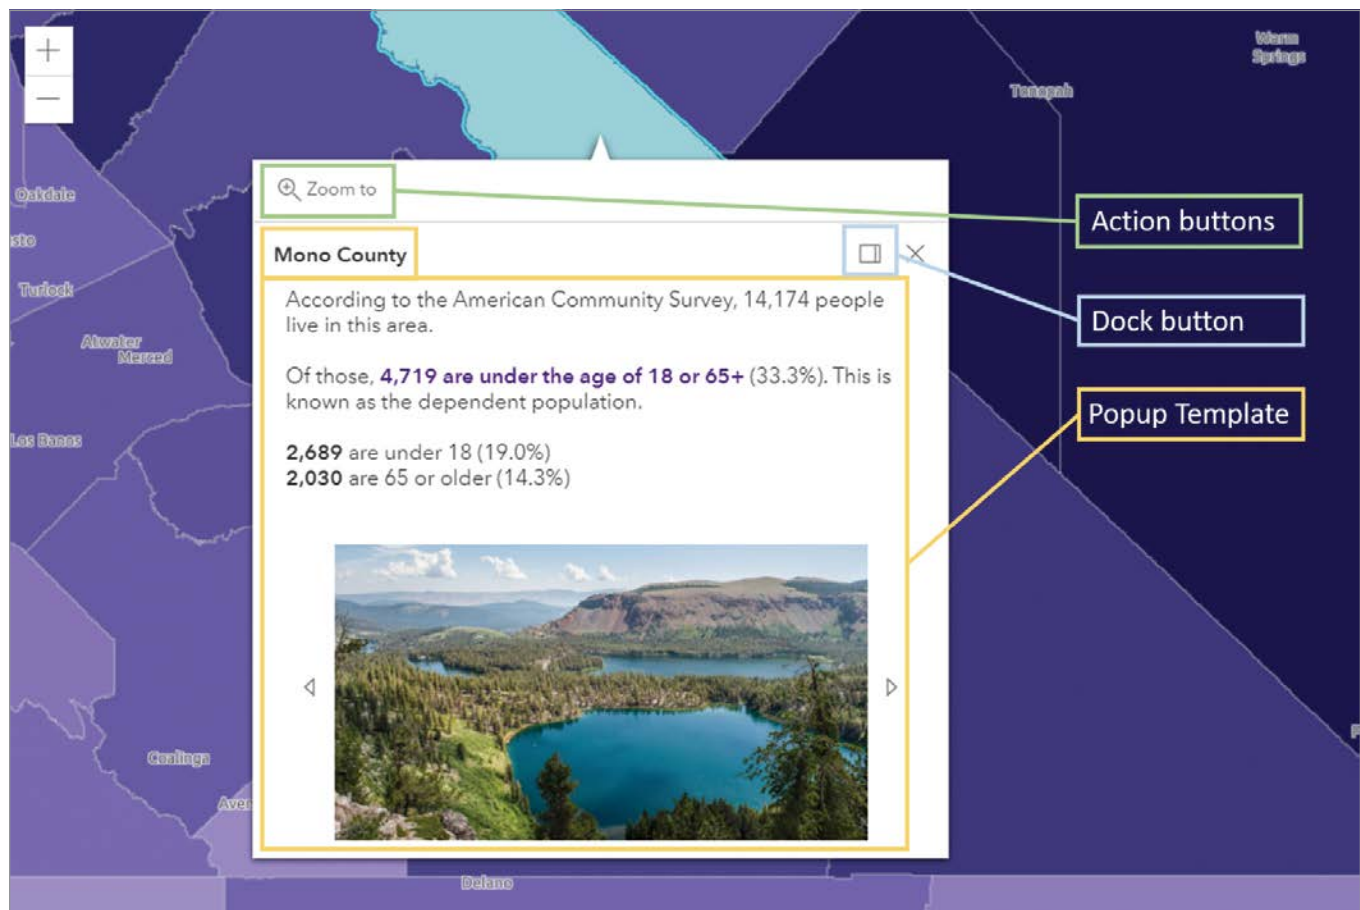 Warm
Springs
Tonopah
Zoom to
Oakdale
Action buttons
sto
Mono County
Turlock
According to the American Community Survey, 14,174 people
live in this area.
Dock button
Atwater
Merced
Of those, 4,719 are under the age of 18 or 65+ (33.3%). This is
known as the dependent population.
Popup Template
Los Banos
2,689 are under 18 (19.0%)
2,030 are 65 or older (14.3%)
Coalinga
Aven
Delano